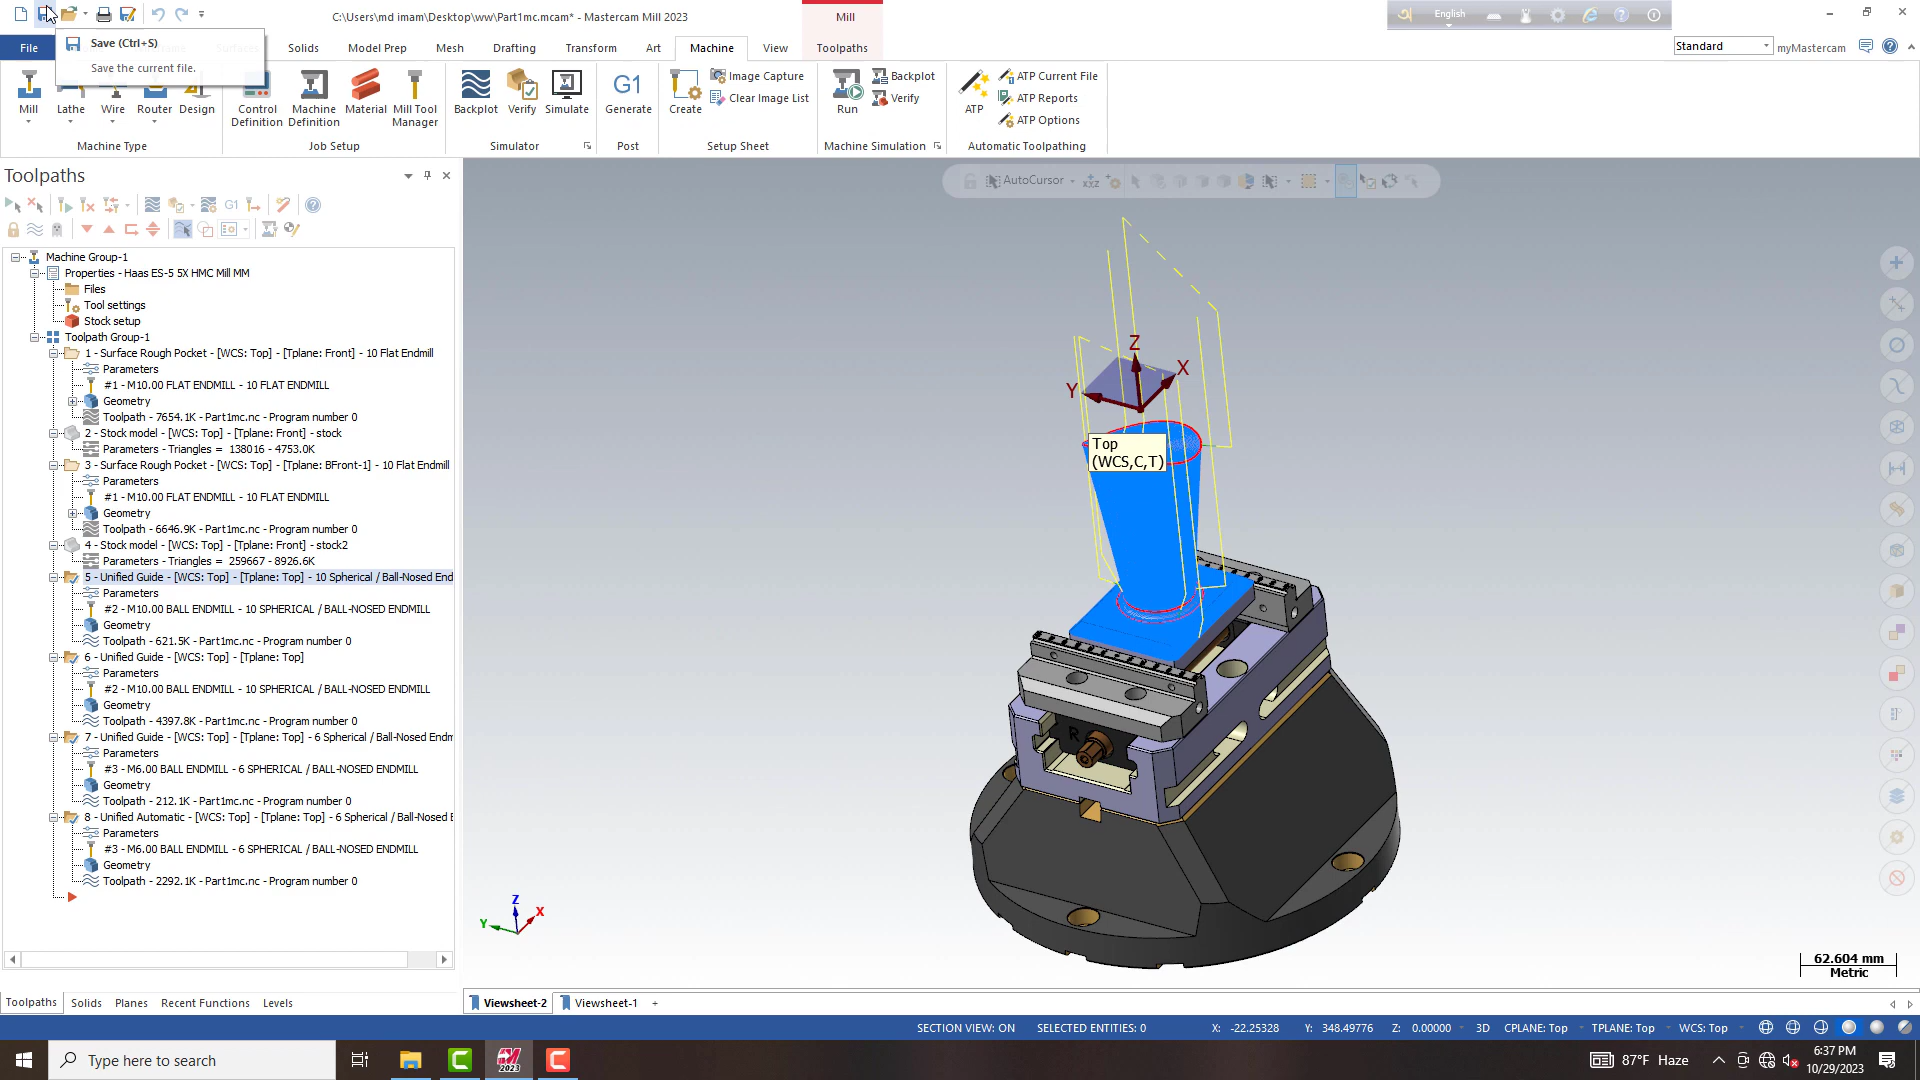 C:\Users\md imam\Desktop\ww\Part1mc.mcam* - Mastercam Mill 2023
Mill
English
File
Solids
Model Prep
Mesh
Drafting
Transform
Art
Machine
View
Toolpaths
Standard
myMastercam
Save (Ctrl+S)
Save the current file.
Mill
Lathe
Wire
Router
Design
Machine Type
Control Definition
Machine Definition
Material
Mill Tool Manager
Job Setup
Backplot
Verify
Simulate
Simulator
G1
Generate
Post
Create
Image Capture
Clear Image List
Setup Sheet
Run
Backplot
Verify
Machine Simulation
ATP
ATP Current File
ATP Reports
ATP Options
Automatic Toolpathing
Toolpaths
G1
AutoCursor
Machine Group-1
Properties - Haas ES-5 5X HMC Mill MM
Files
Tool settings
Stock setup
Toolpath Group-1
1 - Surface Rough Pocket - [WCS: Top] - [Tplane: Front] - 10 Flat Endmill
Parameters
#1 - M10.00 FLAT ENDMILL - 10 FLAT ENDMILL
Geometry
Toolpath - 7654.1K - Part1mc.nc - Program number 0
2 - Stock model - [WCS: Top] - [Tplane: Front] - stock
Parameters - Triangles = 138016 - 4753.0K
3 - Surface Rough Pocket - [WCS: Top] - [Tplane: BFront-1] - 10 Flat Endmill
Parameters
#1 - M10.00 FLAT ENDMILL - 10 FLAT ENDMILL
Geometry
Toolpath - 6646.9K - Part1mc.nc - Program number 0
4 - Stock model - [WCS: Top] - [Tplane: Front] - stock2
Parameters - Triangles = 259667 - 8926.6K
5 - Unified Guide - [WCS: Top] - [Tplane: Top] - 10 Spherical / Ball-Nosed End
Parameters
#2 - M10.00 BALL ENDMILL - 10 SPHERICAL / BALL-NOSED ENDMILL
Geometry
Toolpath - 621.5K - Part1mc.nc - Program number 0
6 - Unified Guide - [WCS: Top] - [Tplane: Top]
Parameters
#2 - M10.00 BALL ENDMILL - 10 SPHERICAL / BALL-NOSED ENDMILL
Geometry
Toolpath - 4397.8K - Part1mc.nc - Program number 0
7 - Unified Guide - [WCS: Top] - [Tplane: Top] - 6 Spherical / Ball-Nosed Endm
Parameters
#3 - M6.00 BALL ENDMILL - 6 SPHERICAL / BALL-NOSED ENDMILL
Geometry
Toolpath - 212.1K - Part1mc.nc - Program number 0
8 - Unified Automatic - [WCS: Top] - [Tplane: Top] - 6 Spherical / Ball-Nosed E
Parameters
#3 - M6.00 BALL ENDMILL - 6 SPHERICAL / BALL-NOSED ENDMILL
Geometry
Toolpath - 2292.1K - Part1mc.nc - Program number 0
Z
X
Y
Top
(WCS,C,T)
R
Z
X
Y
62.604 mm
Metric
Toolpaths
Solids
Planes
Recent Functions
Levels
Viewsheet-2
Viewsheet-1
+
SECTION VIEW: ON
SELECTED ENTITIES: 0
X: -22.25328
Y: 348.49776
Z: 0.00000
3D
CPLANE: Top
TPLANE: Top
WCS: Top
Type here to search
2023
87°F Haze
6:37 PM
10/29/2023